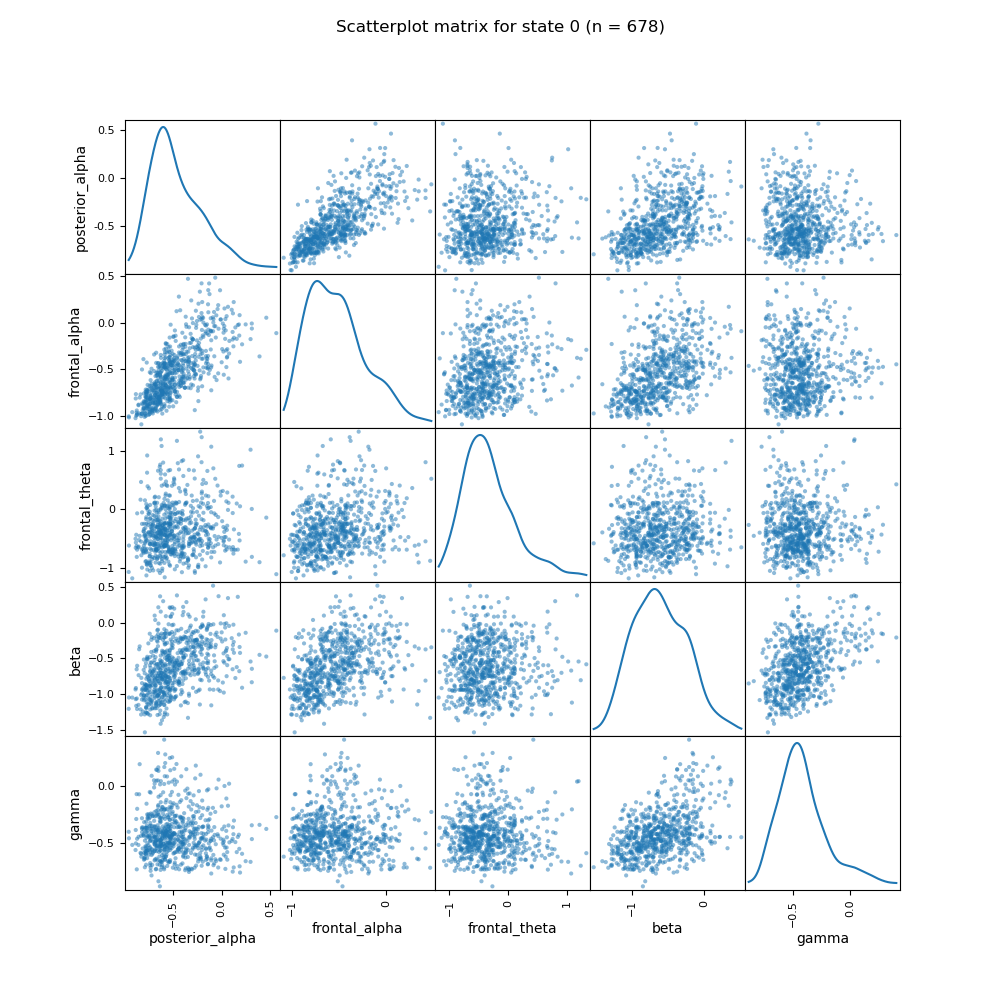 Scatterplot matrix for state 0 (n = 678)
posterior_alpha
0.5
0.0
−0.5
frontal_alpha
0.5
0.0
−0.5
−1.0
frontal_theta
1
0
−1
beta
0.5
0.0
−0.5
−1.0
−1.5
gamma
0.0
−0.5
−0.5 0.0 0.5 −1 0 −1 0 1 −1 0 −0.5 0.0
posterior_alpha frontal_alpha frontal_theta beta gamma